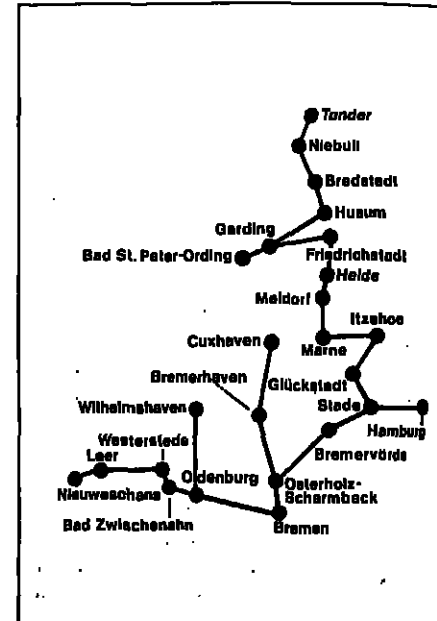 Tønder
Niebüll
Bredstedt
Husum
Garding
Bad St. Peter-Ording
Friedrichstadt
Heide
Meldorf
Itzehoe
Cuxhaven
Marne
Bremerhaven
Glückstadt
Wilhelmshaven
Stade
Hamburg
Westerstede
Bremervörde
Leer
Oldenburg
Osterholz-
Scharmbeck
Nieuweschans
Bad Zwischenahn
Bremen